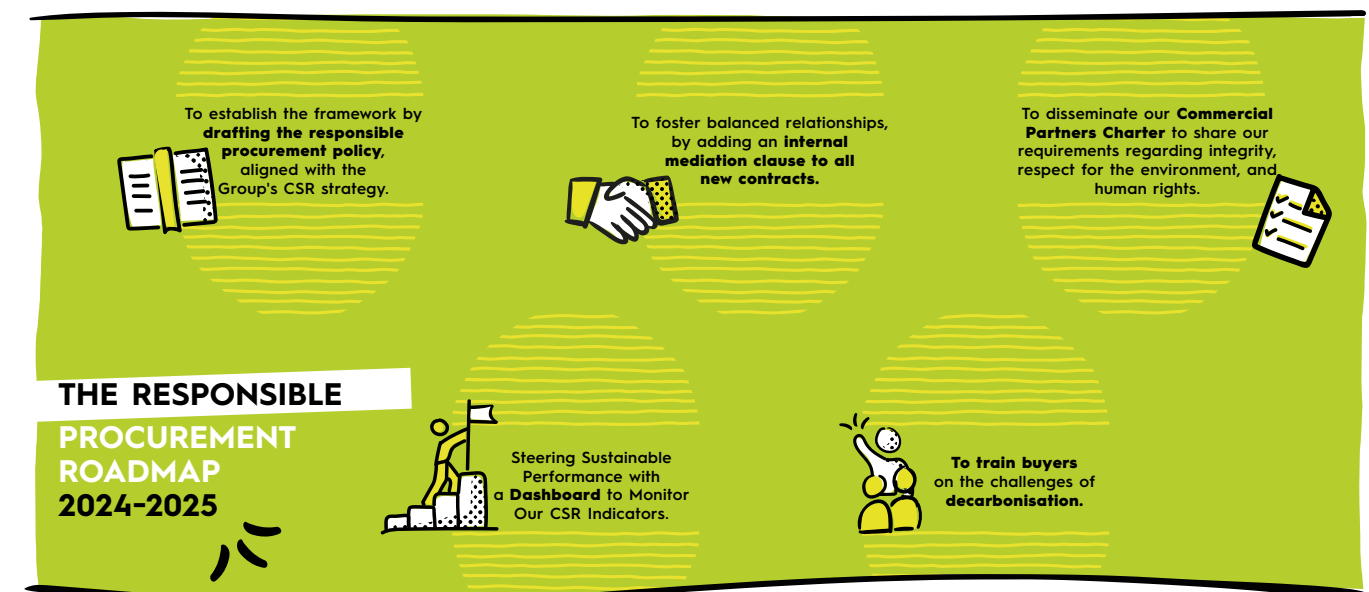 To establish the framework by
drafting the responsible
procurement policy,
aligned with the
Group's CSR strategy.
To foster balanced relationships,
by adding an internal
mediation clause to all
new contracts.
To disseminate our Commercial
Partners Charter to share our
requirements regarding integrity,
respect for the environment, and
human rights.
THE RESPONSIBLE
PROCUREMENT
ROADMAP
2024-2025
Steering Sustainable
Performance with
a Dashboard to Monitor
Our CSR Indicators.
To train buyers
on the challenges of
decarbonisation.